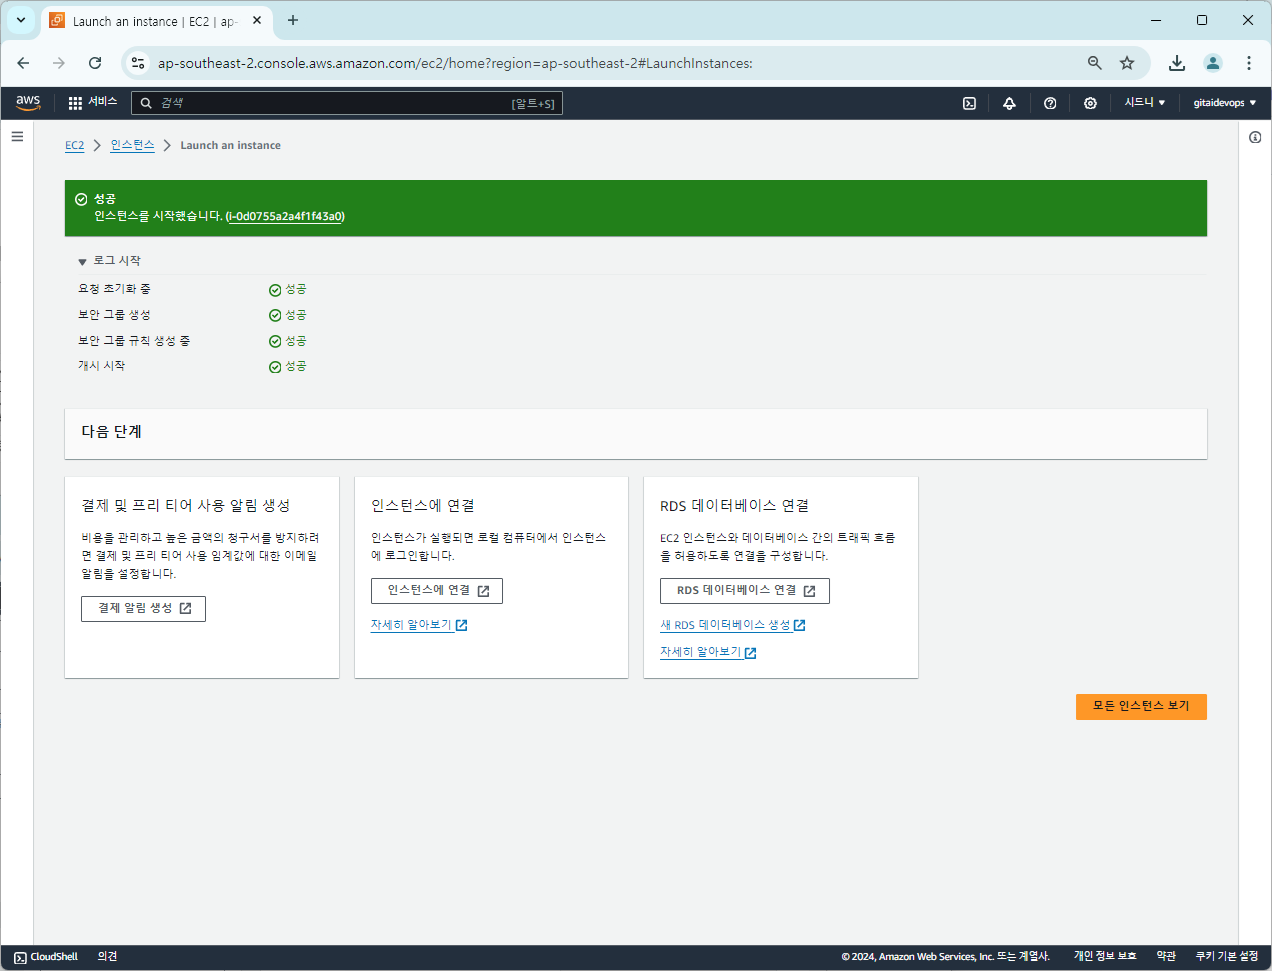 Launch an instance | EC2 | ap-
ap-southeast-2.console.aws.amazon.com/ec2/home?region=ap-southeast-2#LaunchInstances:
aws 서비스 검색 [알트+S] 시드니 ▼ gitaidevops ▼
EC2 > 인스턴스 > Launch an instance
성공
인스턴스를 시작했습니다. (i-0d0755a2a4f1f43a0)
▼ 로그 시작
요청 초기화 중 성공
보안 그룹 생성 성공
보안 그룹 규칙 생성 중 성공
개시 시작 성공
다음 단계
결제 및 프리 티어 사용 알림 생성
비용을 관리하고 높은 금액의 청구서를 방지하려
면 결제 및 프리 티어 사용 임계값에 대한 이메일
알림을 설정합니다.
결제 알림 생성
인스턴스에 연결
인스턴스가 실행되면 로컬 컴퓨터에서 인스턴스
에 로그인합니다.
인스턴스에 연결
자세히 알아보기
RDS 데이터베이스 연결
EC2 인스턴스와 데이터베이스 간의 트래픽 흐름
을 허용하도록 연결을 구성합니다.
RDS 데이터베이스 연결
새 RDS 데이터베이스 생성
자세히 알아보기
모든 인스턴스 보기
CloudShell 의견 © 2024, Amazon Web Services, Inc. 또는 계열사. 개인 정보 보호 약관 쿠키 기본 설정